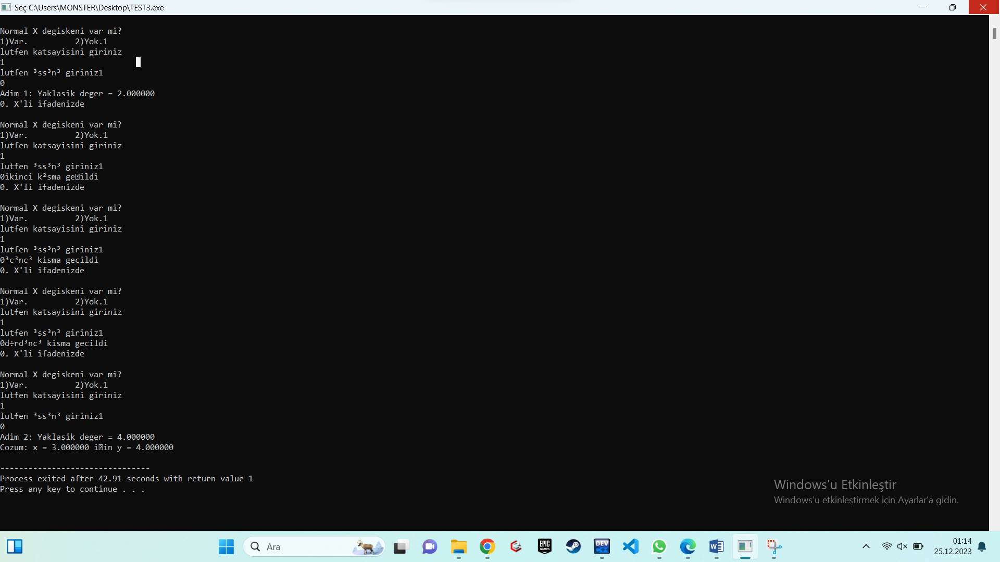 Seç C:\Users\MONSTER\Desktop\TEST3.exe
Normal X degiskeni var mi?
1)Var.          2)Yok.1
lutfen katsayisini giriniz
1
lutfen ³ss³n³ giriniz1
0
Adim 1: Yaklasik deger = 2.000000
0. X'li ifadenizde
Normal X degiskeni var mi?
1)Var.          2)Yok.1
lutfen katsayisini giriniz
1
lutfen ³ss³n³ giriniz1
0ikinci k²sma ge⍰ildi
0. X'li ifadenizde
Normal X degiskeni var mi?
1)Var.          2)Yok.1
lutfen katsayisini giriniz
1
lutfen ³ss³n³ giriniz1
0³c³nc³ kisma gecildi
0. X'li ifadenizde
Normal X degiskeni var mi?
1)Var.          2)Yok.1
lutfen katsayisini giriniz
1
lutfen ³ss³n³ giriniz1
0d÷rd³nc³ kisma gecildi
0. X'li ifadenizde
Normal X degiskeni var mi?
1)Var.          2)Yok.1
lutfen katsayisini giriniz
1
lutfen ³ss³n³ giriniz1
0
Adim 2: Yaklasik deger = 4.000000
Cozum: x = 3.000000 i⍰in y = 4.000000
--------------------------------
Process exited after 42.91 seconds with return value 1
Press any key to continue . . .
Windows'u Etkinleştir
Windows'u etkinleştirmek için Ayarlar'a gidin.
Ara
EPIC
GAMES
DEV
C++
01:14
25.12.2023